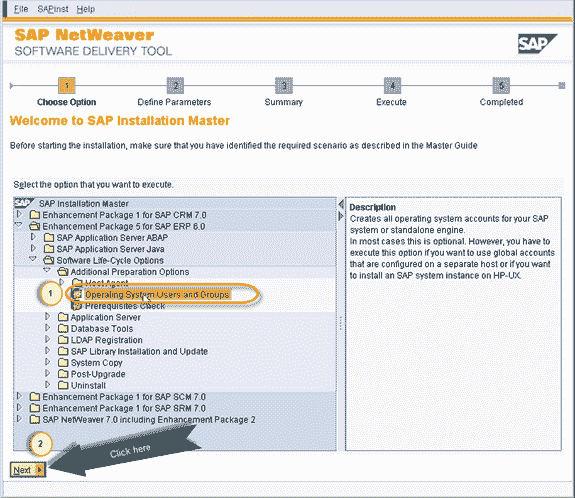 File SAPinst Help
SAP NetWeaver
SOFTWARE DELIVERY TOOL
SAP
1 2 3 4 5
Choose Option Define Parameters Summary Execute Completed
Welcome to SAP Installation Master
Before starting the installation, make sure that you have identified the required scenario as described in the Master Guide
Select the option that you want to execute.
SAP SAP Installation Master
Enhancement Package 1 for SAP CRM 7.0
Enhancement Package 5 for SAP ERP 6.0
SAP Application Server ABAP
SAP Application Server Java
Software Life-Cycle Options
Additional Preparation Options
Host Agent
1 Operating System Users and Groups
Prerequisites Check
Application Server
Database Tools
LDAP Registration
SAP Library Installation and Update
System Copy
Post-Upgrade
Uninstall
Enhancement Package 1 for SAP SCM 7.0
Enhancement Package 1 for SAP SRM 7.0
SAP NetWeaver 7.0 including Enhancement Package 2
Description
Creates all operating system accounts for your SAP
system or standalone engine.
In most cases this is optional. However, you have to
execute this option if you want to use global accounts
that are configured on a separate host or if you want
to install an SAP system instance on HP-UX.
2
Click here
Next